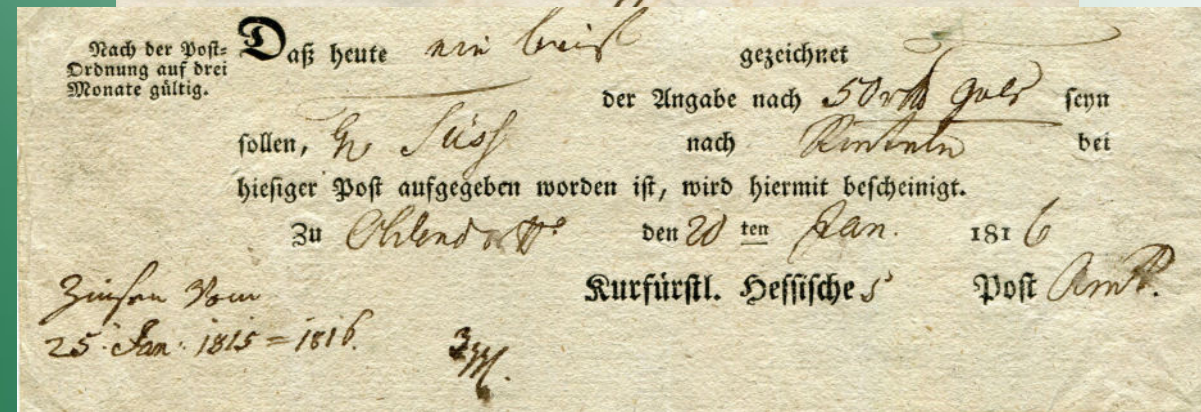 Nach der Post-
Ordnung auf drei
Monate gültig.
Daß heute ein brief gezeichnet
der Angabe nach 50 rth gold seyn
sollen, nach Rinteln bei
hiesiger Post aufgegeben worden ist, wird hiermit bescheinigt.
Zu den 20 ten Jan. 1816
Kurfürstl. Hessisches Post Amt.
Zinsen vom
25. Jan: 1815 = 1816.